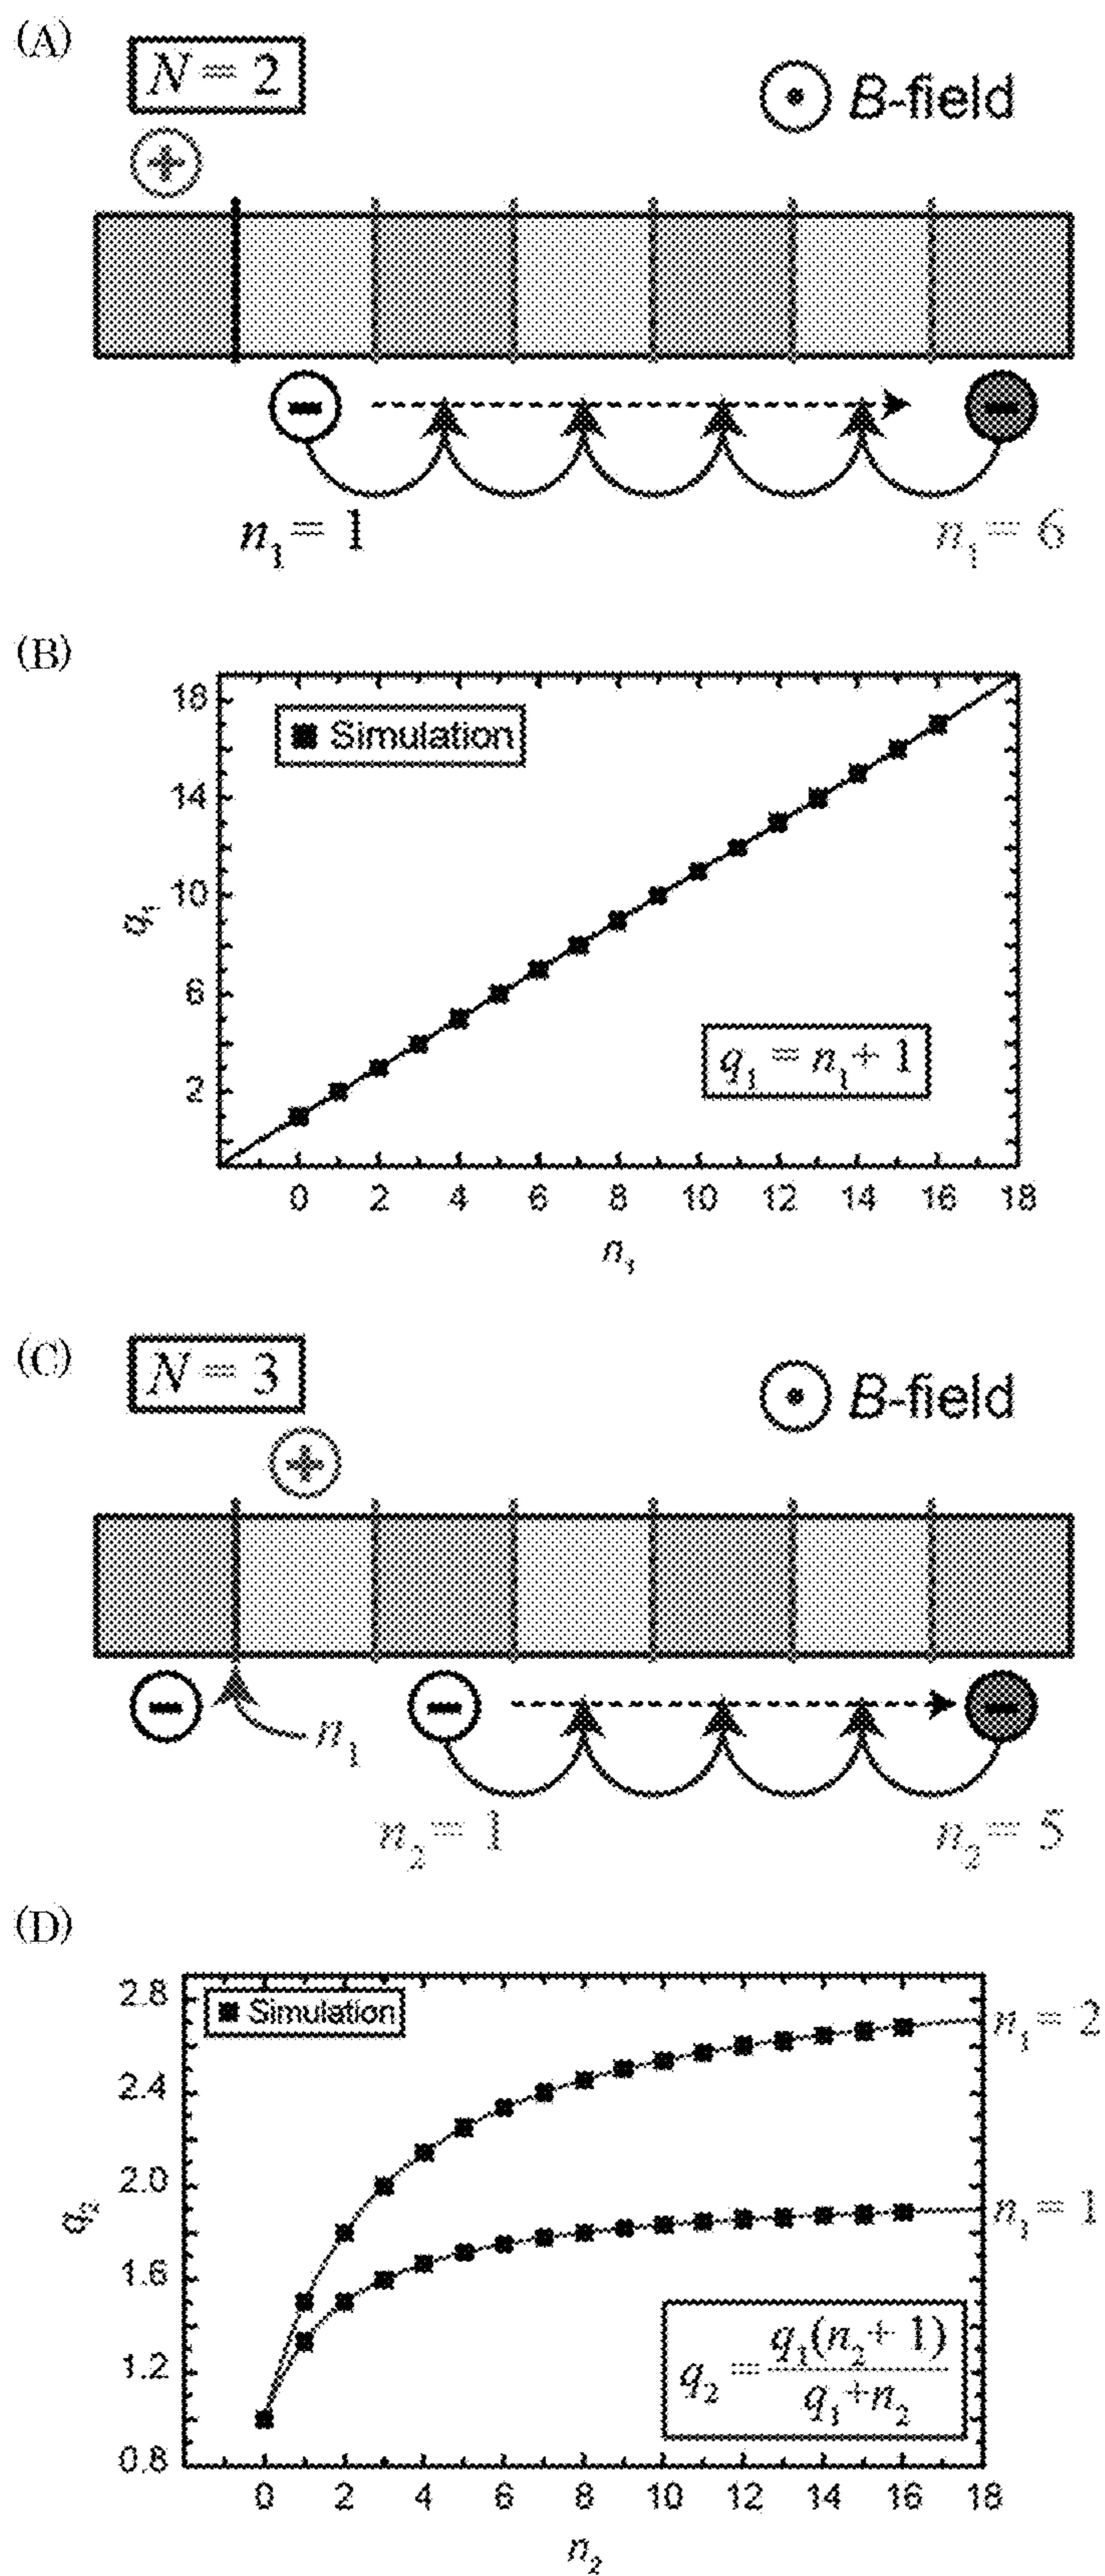 (A)
N = 2
B-field
+
− −
n₁ = 1 n₁ = 6
(B)
18
14
10
6
2
q₁
Simulation
q₁ = n₁ + 1
0 2 4 6 8 10 12 14 16 18
n₁
(C)
N = 3
B-field
+
− − −
n₁
n₂ = 1 n₂ = 5
(D)
2.8
2.4
2.0
1.6
1.2
0.8
q₂
Simulation
n₁ = 2
n₁ = 1
q₂ = q₁(n₂ + 1) / q₁+n₂
0 2 4 6 8 10 12 14 16 18
n₂